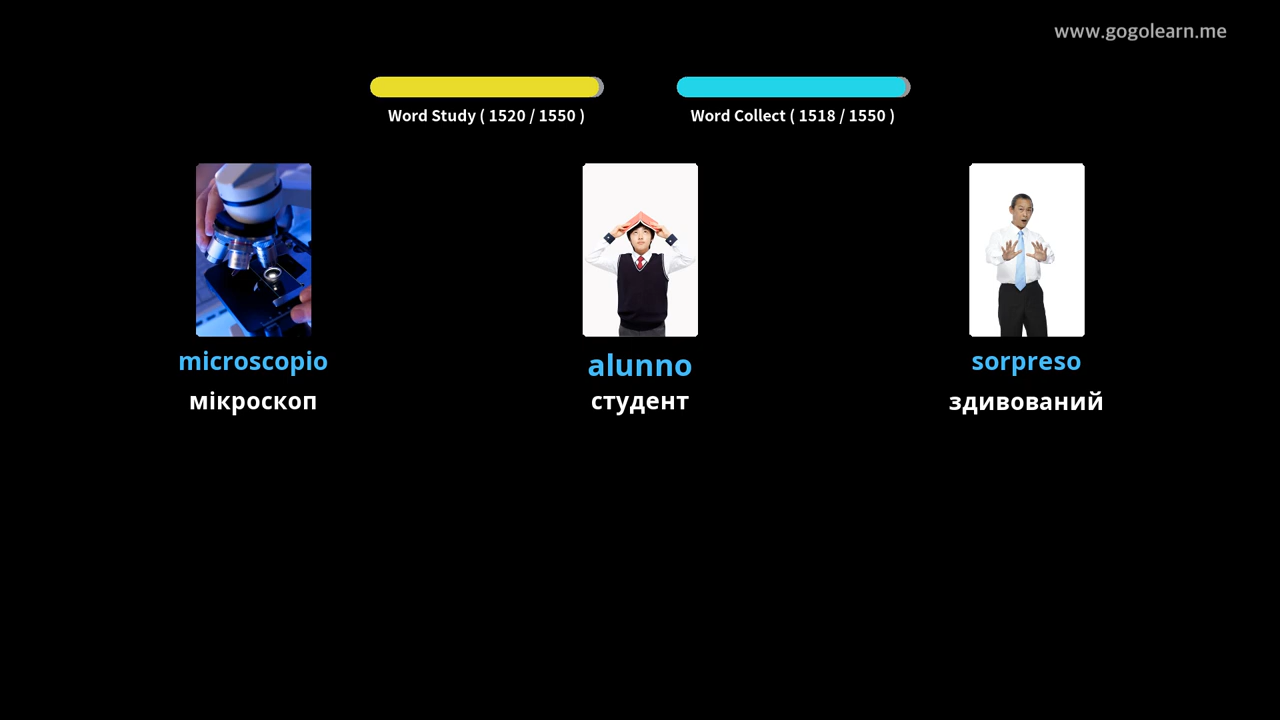 www.gogolearn.me
Word Study ( 1520 / 1550 )
Word Collect ( 1518 / 1550 )
microscopio
alunno
sorpreso
мікроскоп
студент
здивований